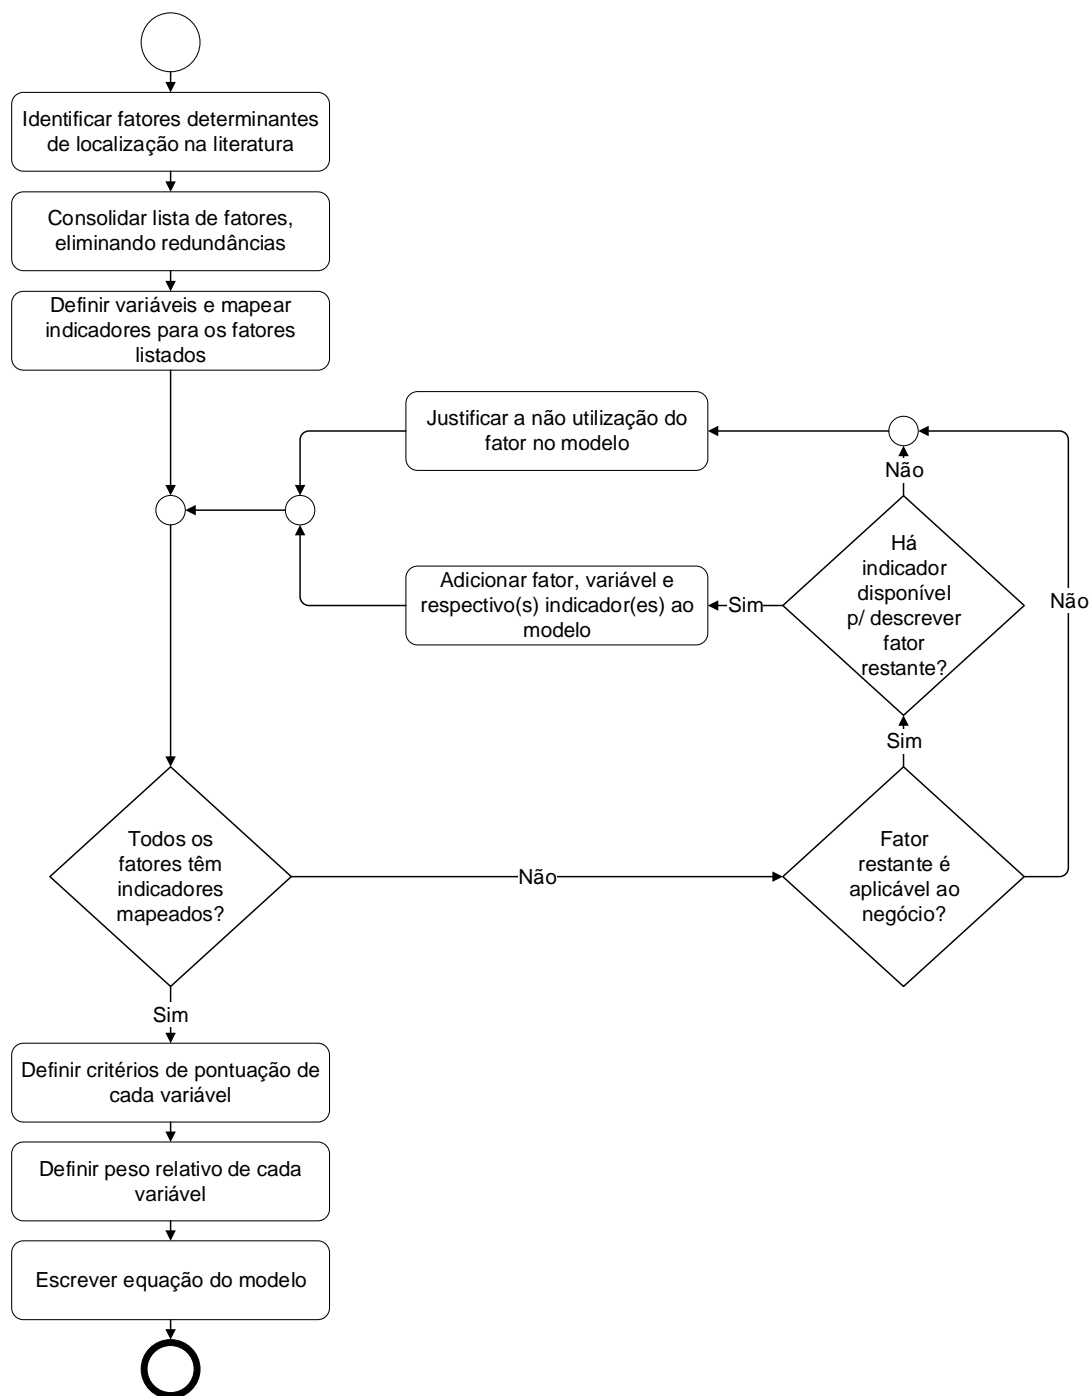 Identificar fatores determinantes
de localização na literatura
Consolidar lista de fatores,
eliminando redundâncias
Definir variáveis e mapear
indicadores para os fatores
listados
Justificar a não utilização do
fator no modelo
Não
Há
indicador
disponível
p/ descrever
fator
restante?
Não
Adicionar fator, variável e
respectivo(s) indicador(es) ao
modelo
Sim
Sim
Todos os
fatores têm
indicadores
mapeados?
Não
Fator
restante é
aplicável ao
negócio?
Sim
Definir critérios de pontuação de
cada variável
Definir peso relativo de cada
variável
Escrever equação do modelo